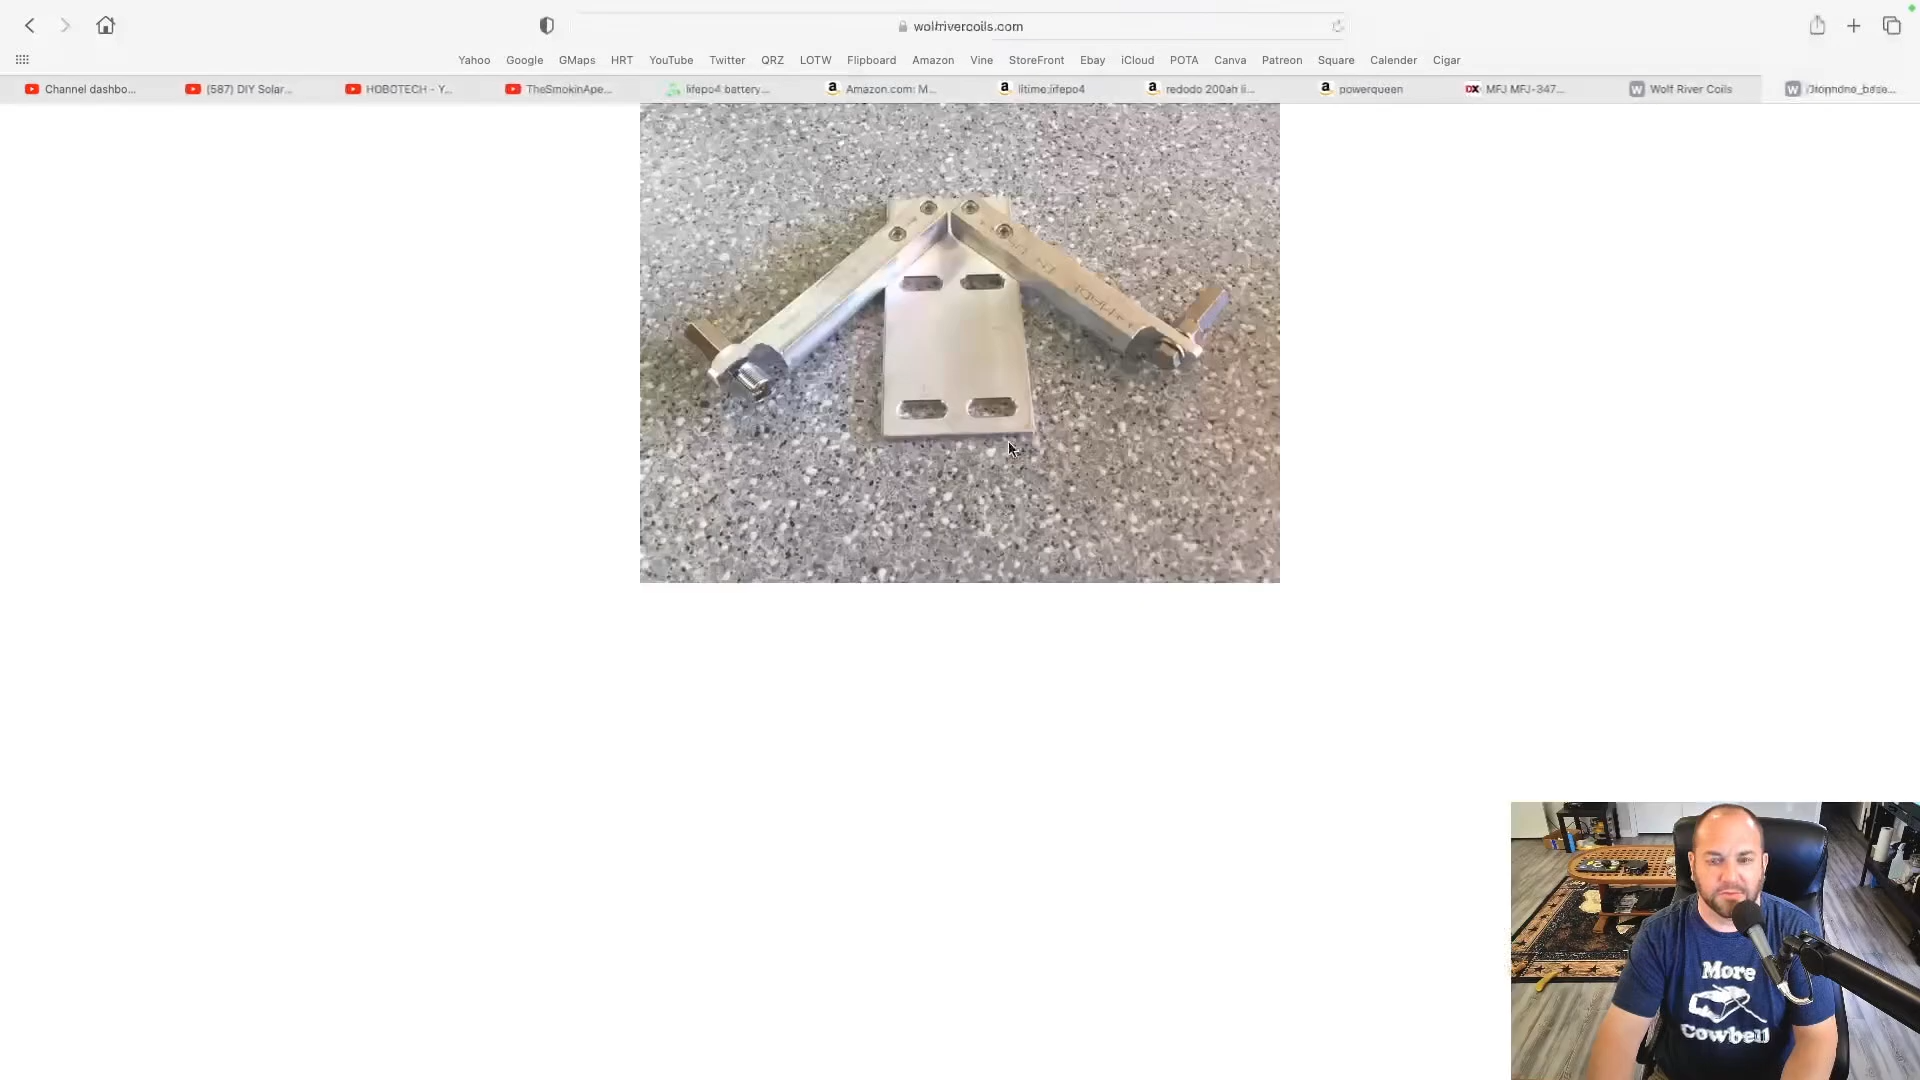 wolfrivercoils.com
Yahoo Google GMaps HRT YouTube Twitter QRZ LOTW Flipboard Amazon Vine StoreFront Ebay iCloud POTA Canva Patreon Square Calender Cigar
Channel dashbo... (587) DIY Solar... HOBOTECH - Y... TheSmokinApe... lifepo4 battery... Amazon.com: M... litime lifepo4 redodo 200ah li... powerqueen DX MFJ MFJ-347... W Wolf River Coils W
More
Cowbell